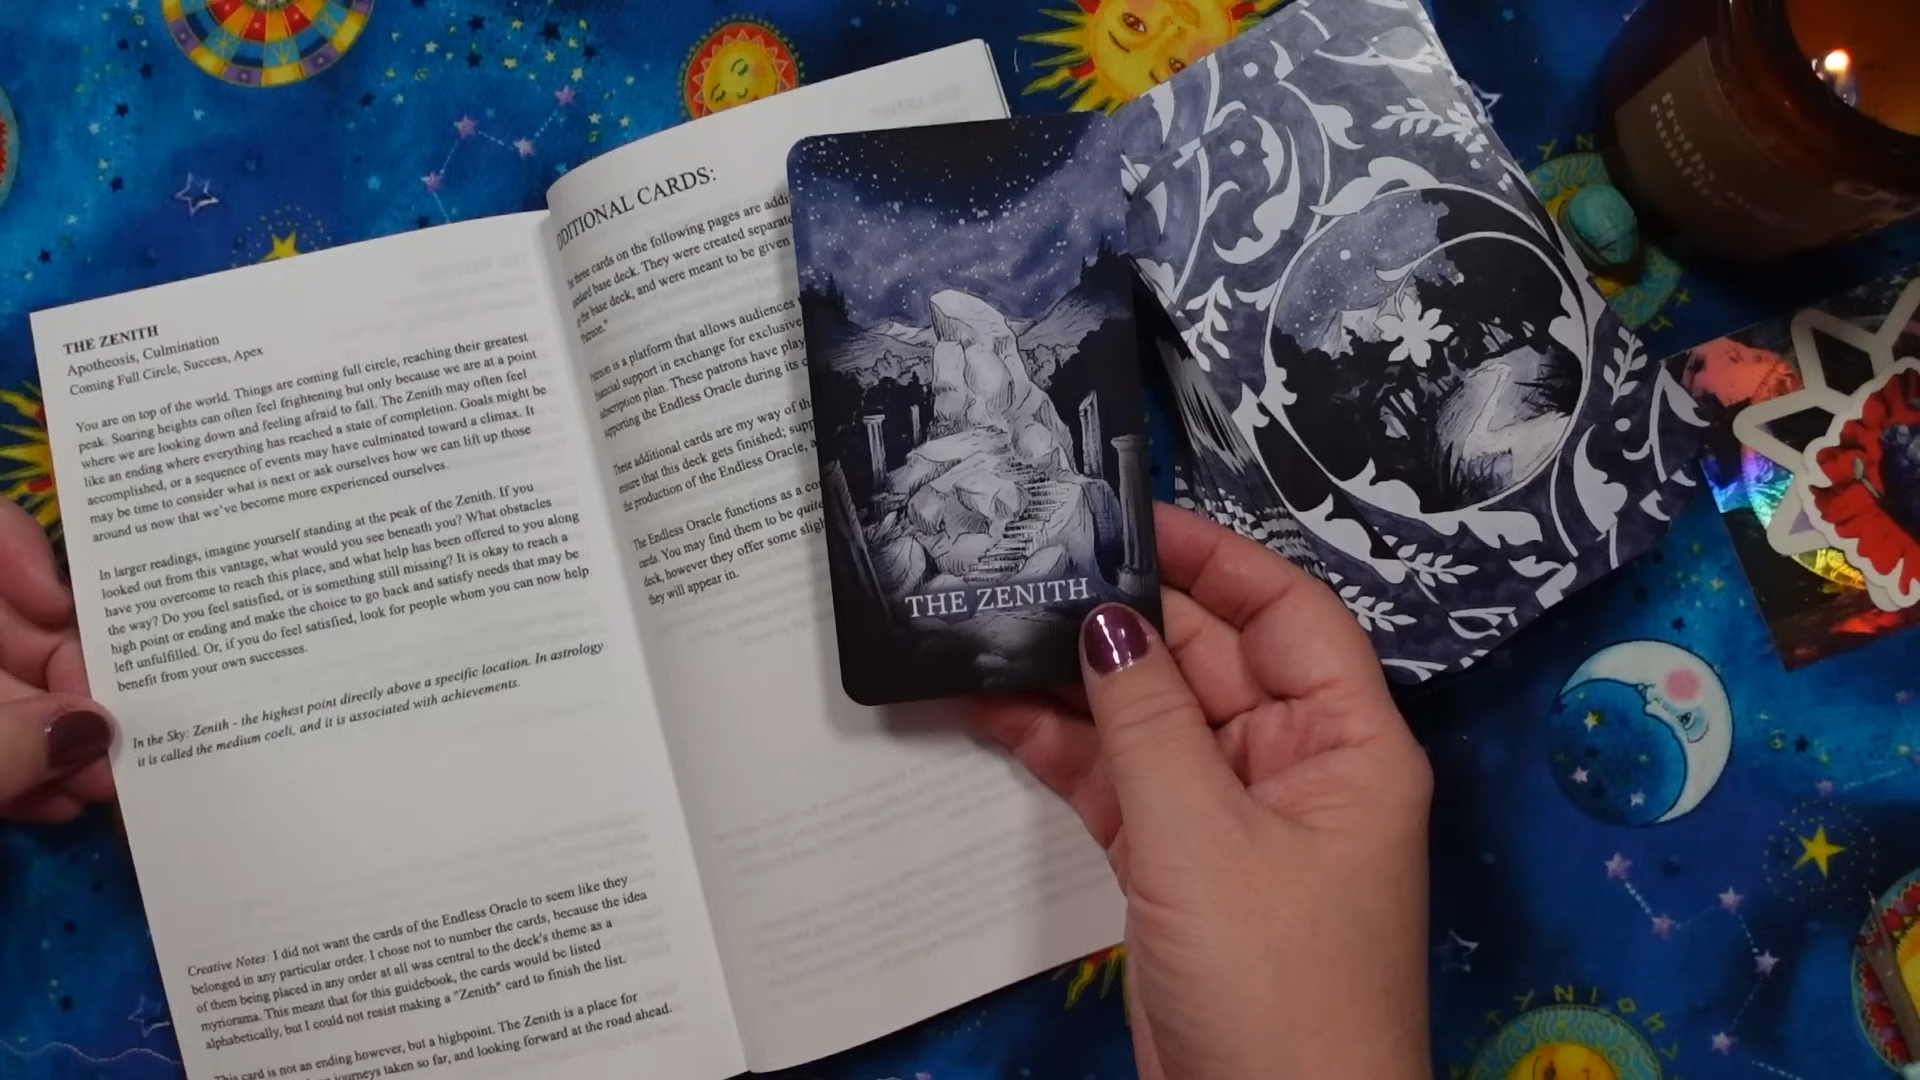 THE ZENITH
Apotheosis, Culmination
Coming Full Circle, Success, Apex
You are on top of the world. Things are coming full circle, reaching their greatest
peak. Soaring heights can often feel frightening but only because we are at a point
where we are looking down and feeling afraid to fall. The Zenith may often feel
like an ending where everything has reached a state of completion. Goals might be
accomplished, or a sequence of events may have culminated toward a climax. It
may be time to consider what is next or ask ourselves how we can lift up those
around us now that we've become more experienced ourselves.
In larger readings, imagine yourself standing at the peak of the Zenith. If you
looked out from this vantage, what would you see beneath you? What obstacles
have you overcome to reach this place, and what help has been offered to you along
the way? Do you feel satisfied, or is something still missing? It is okay to reach a
high point or ending and make the choice to go back and satisfy needs that may be
left unfulfilled. Or, if you do feel satisfied, look for people whom you can now help
benefit from your own successes.
In the Sky: Zenith - the highest point directly above a specific location. In astrology
it is called the medium coeli, and it is associated with achievements.
Creative Notes: I did not want the cards of the Endless Oracle to seem like they
belonged in any particular order. I chose not to number the cards, because the idea
of them being placed in any order at all was central to the deck's theme as a
myriorama. This meant that for this guidebook, the cards would be listed
alphabetically, but I could not resist making a "Zenith" card to finish the list.
This card is not an ending however, but a highpoint. The Zenith is a place for
journeys taken so far, and looking forward at the road ahead.
DDITIONAL CARDS:
three cards on the following pages are addi
base deck. They were created separate
the base deck, and were meant to be given
is a platform that allows audiences
support in exchange for exclusive
subscription plan. These patrons have play
supporting the Endless Oracle during its c
These additional cards are my way of th
ensure that this deck gets finished; supp
the production of the Endless Oracle, a
The Endless Oracle functions as a co
cards. You may find them to be quite
deck, however they offer some sligh
they will appear in.
THE ZENITH